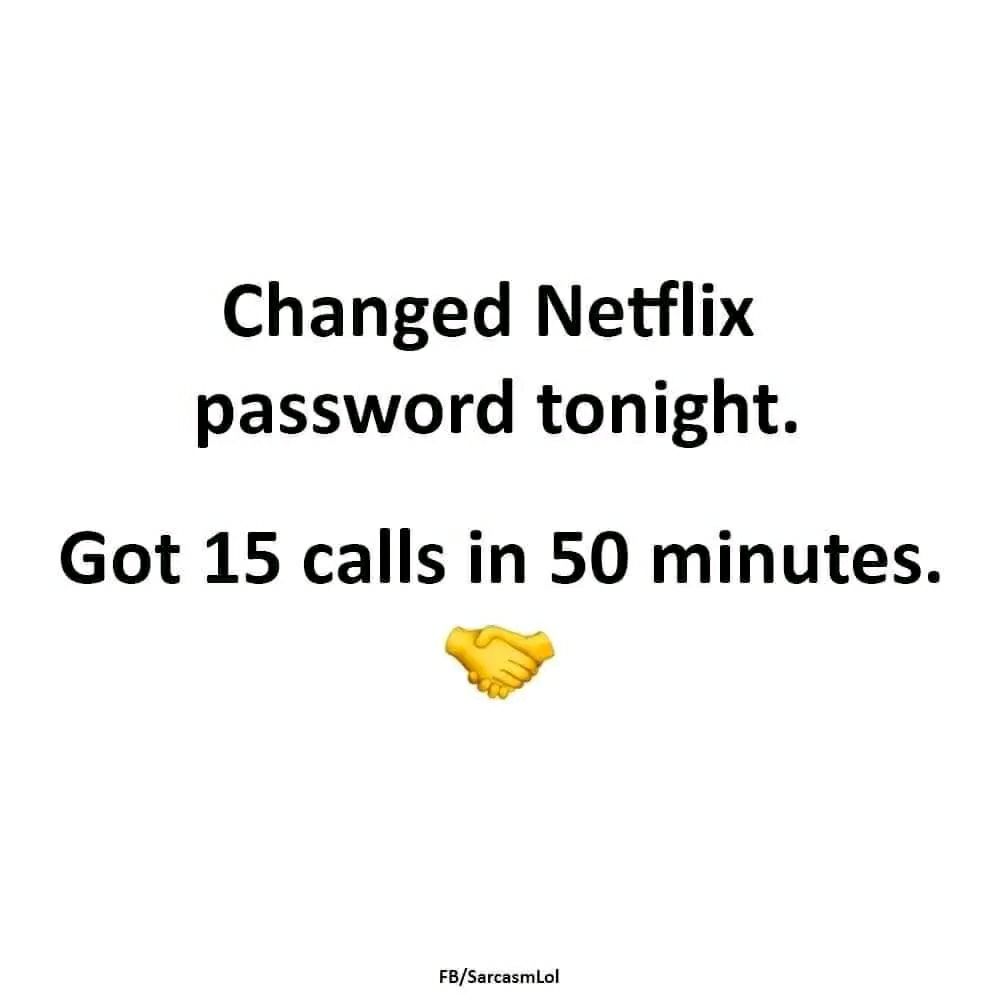 Changed Netflix
password tonight.
Got 15 calls in 50 minutes.
FB/SarcasmLol